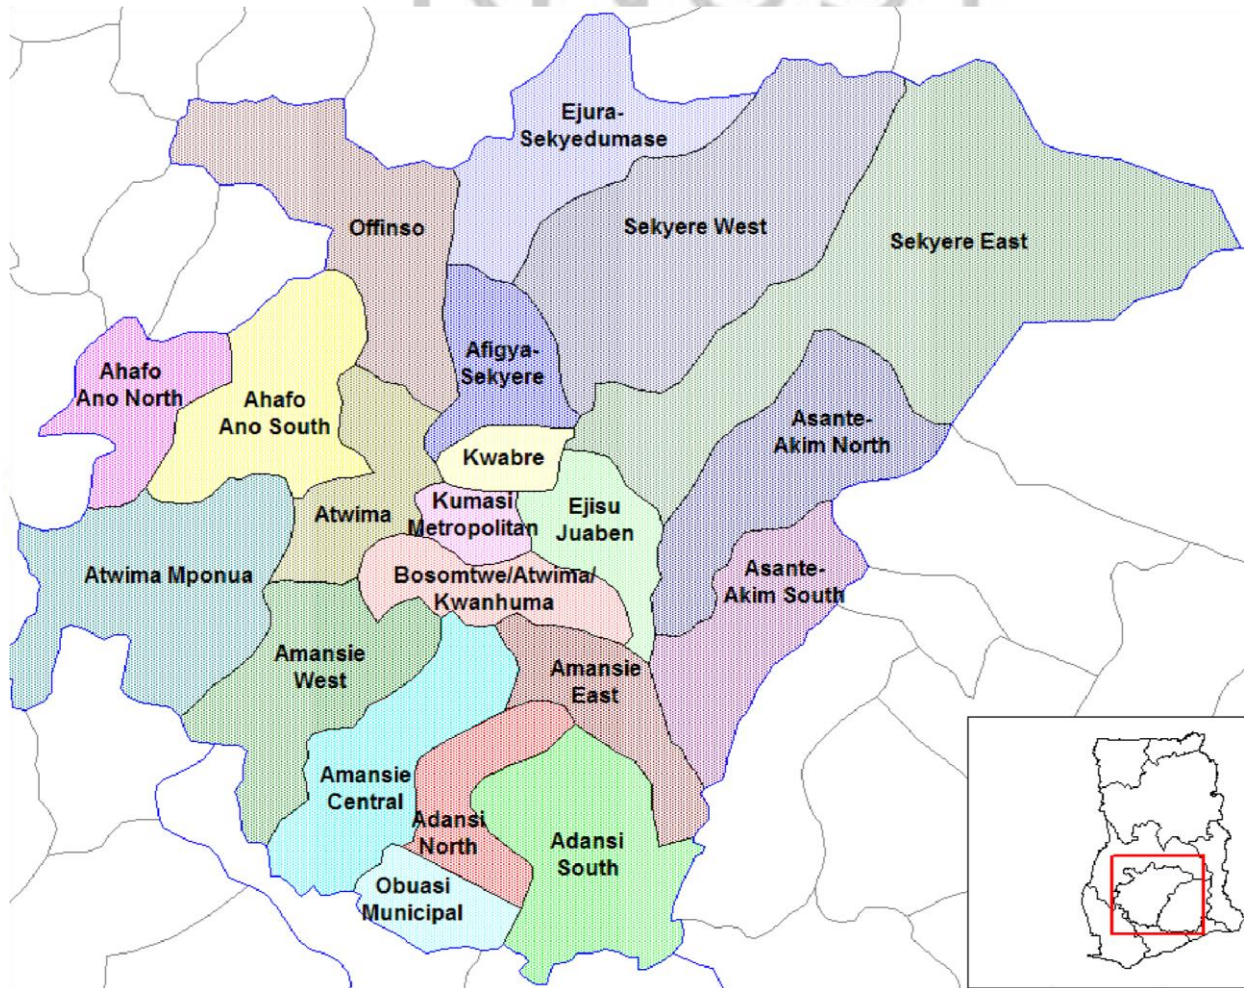 Ejura-
Sekyedumase
Offinso
Sekyere West
Sekyere East
Afigya-
Sekyere
Ahafo
Ano North
Ahafo
Ano South
Asante-
Akim North
Kwabre
Kumasi
Metropolitan
Ejisu
Juaben
Atwima
Atwima Mponua
Bosomtwe/Atwima/
Kwanhuma
Asante-
Akim South
Amansie
West
Amansie
East
Amansie
Central
Adansi
North
Adansi
South
Obuasi
Municipal